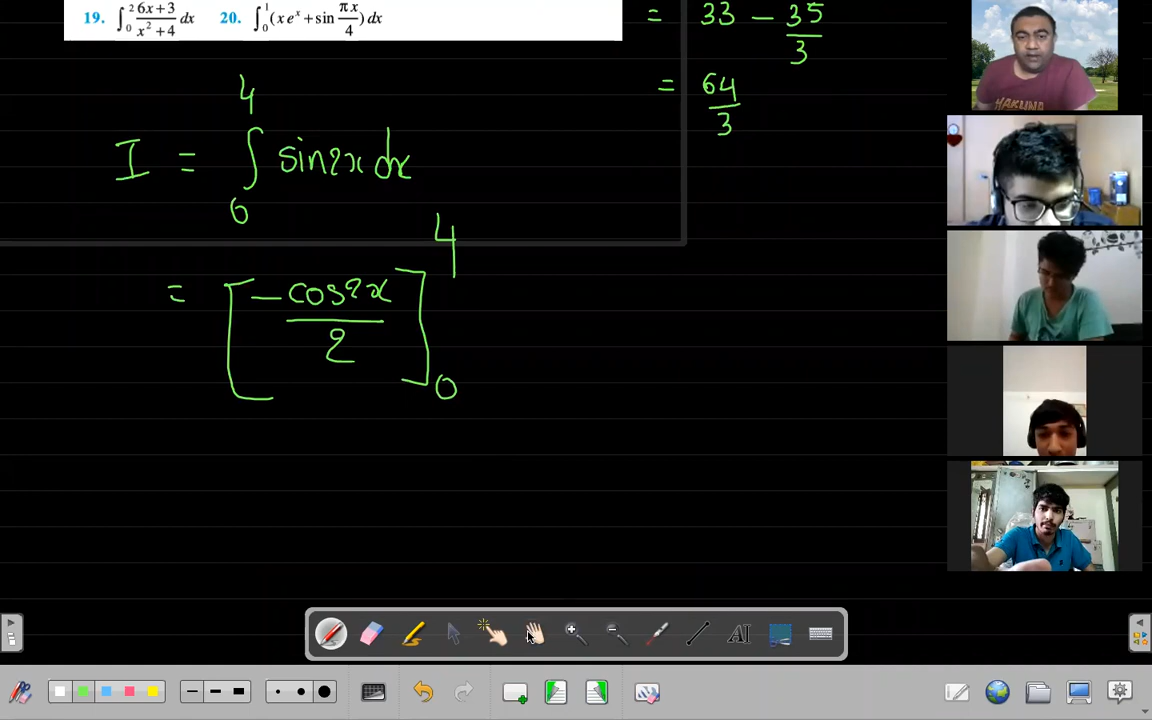 19. ∫₀² (6x+3)/(x²+4) dx 20. ∫₀¹ (x eˣ + sin πx/4) dx
= 33 − 35/3
= 64/3
I = ∫₀⁴ sin2x dx
= [−cos2x/2]₀⁴
HAKUNA
AI